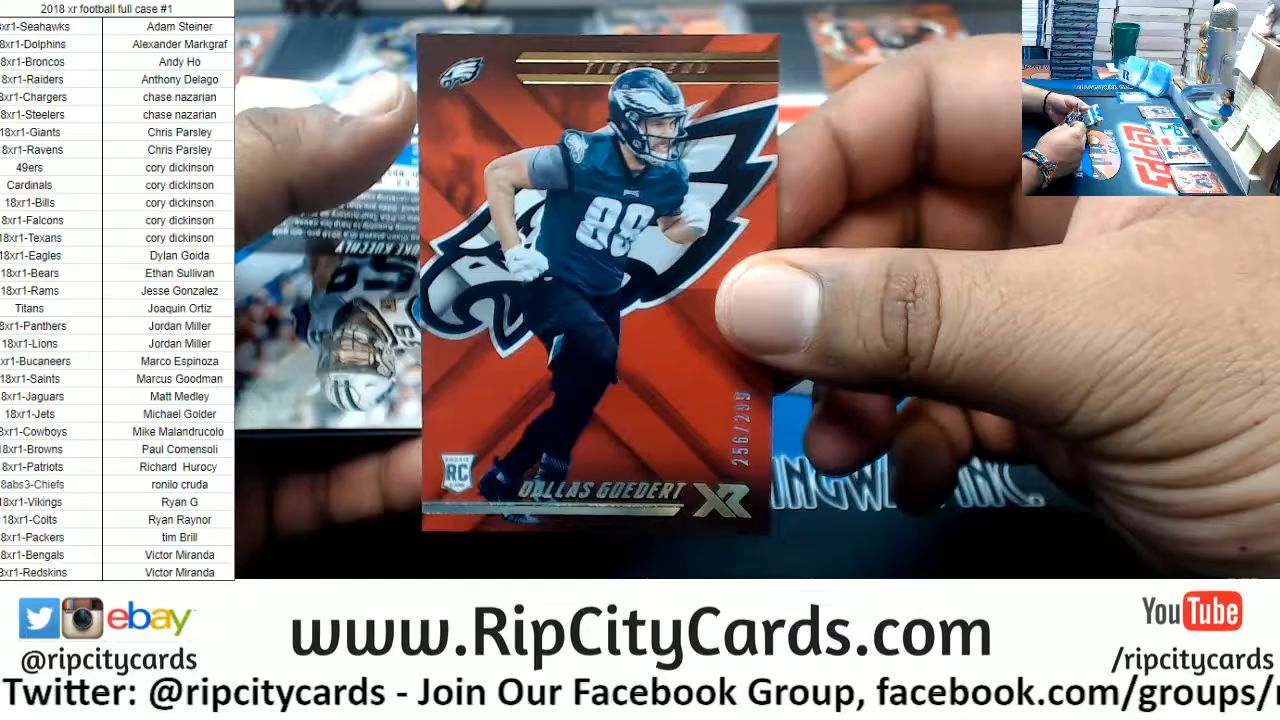 2018 xr football full case #1
8xr1-Seahawks Adam Steiner
8xr1-Dolphins Alexander Markgraf
8xr1-Broncos Andy Ho
8xr1-Raiders Anthony Delago
8xr1-Chargers chase nazarian
8xr1-Steelers chase nazarian
18xr1-Giants Chris Parsley
8xr1-Ravens Chris Parsley
49ers cory dickinson
Cardinals cory dickinson
18xr1-Bills cory dickinson
8xr1-Falcons cory dickinson
18xr1-Texans cory dickinson
18xr1-Eagles Dylan Goida
18xr1-Bears Ethan Sullivan
18xr1-Rams Jesse Gonzalez
Titans Joaquin Ortiz
8xr1-Panthers Jordan Miller
18xr1-Lions Jordan Miller
xr1-Bucaneers Marco Espinoza
18xr1-Saints Marcus Goodman
8xr1-Jaguars Matt Medley
18xr1-Jets Michael Golder
8xr1-Cowboys Mike Malandrucolo
18xr1-Browns Paul Comensoli
8xr1-Patriots Richard Hurocy
8abs3-Chiefs ronilo cruda
18xr1-Vikings Ryan G
18xr1-Colts Ryan Raynor
8xr1-Packers tim Brill
8xr1-Bengals Victor Miranda
8xr1-Redskins Victor Miranda
TIGHT END
88
256/299
RC
DALLAS GOEDERT XR
LUKE KUECHLY
ebay
@ripcitycards
www.RipCityCards.com
YouTube
/ripcitycards
Twitter: @ripcitycards - Join Our Facebook Group, facebook.com/groups/